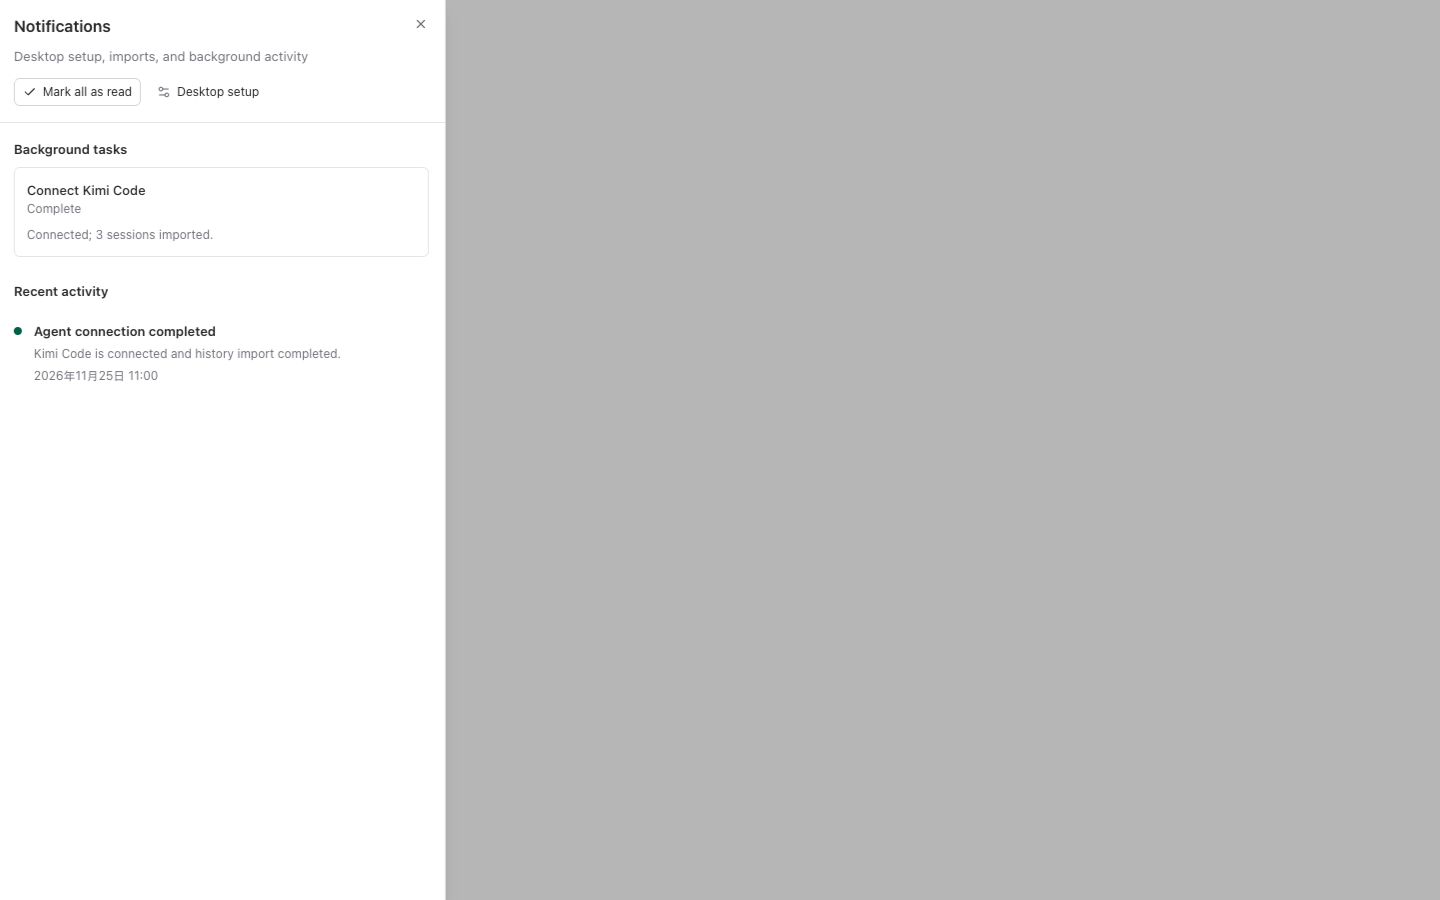 Notifications
Desktop setup, imports, and background activity
Mark all as read
Desktop setup
Background tasks
Connect Kimi Code
Complete
Connected; 3 sessions imported.
Recent activity
Agent connection completed
Kimi Code is connected and history import completed.
2026年11月25日 11:00